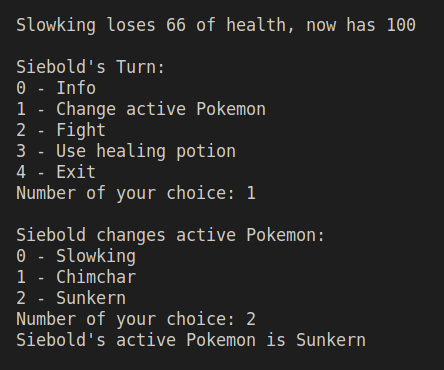 Slowking loses 66 of health, now has 100
Siebold's Turn:
0 - Info
1 - Change active Pokemon
2 - Fight
3 - Use healing potion
4 - Exit
Number of your choice: 1
Siebold changes active Pokemon:
0 - Slowking
1 - Chimchar
2 - Sunkern
Number of your choice: 2
Siebold's active Pokemon is Sunkern